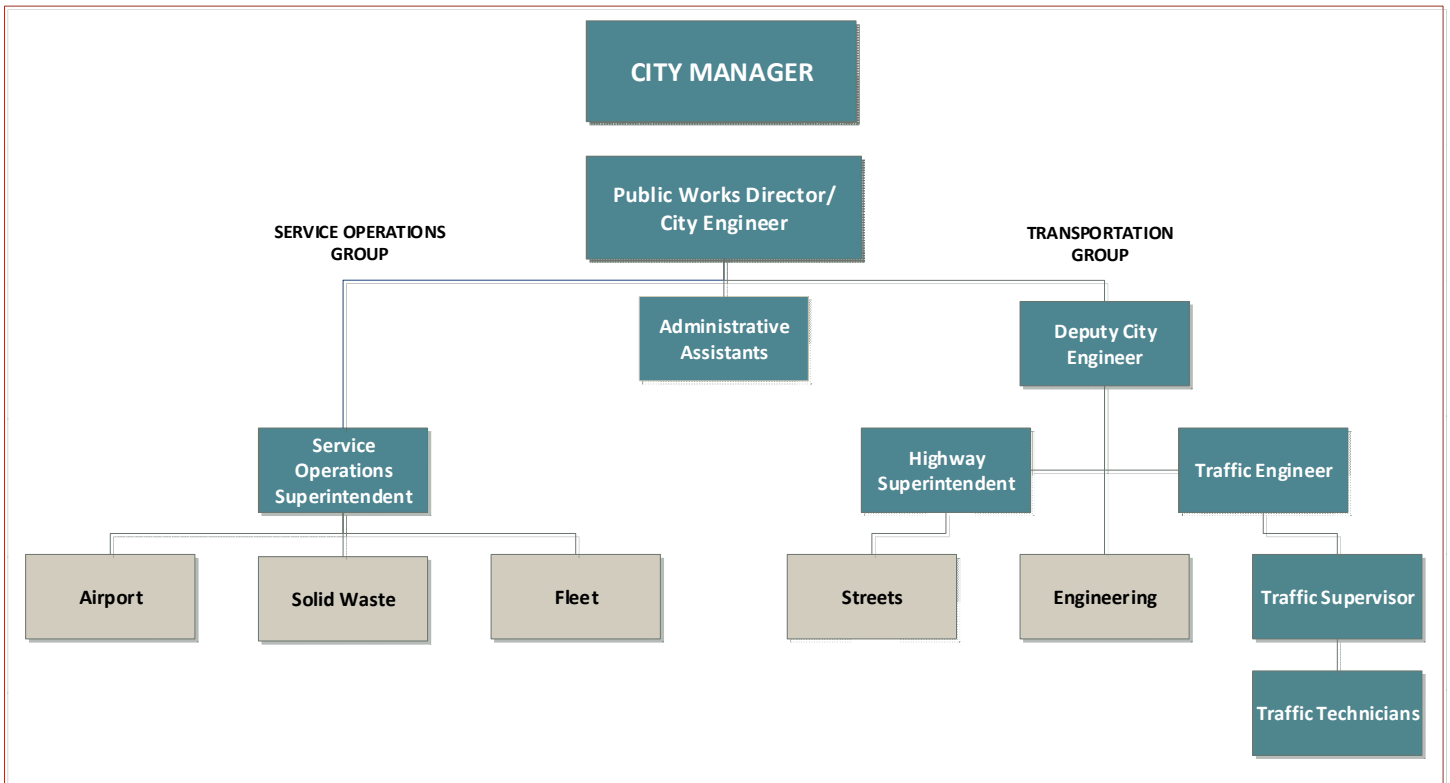 CITY MANAGER
Public Works Director/
City Engineer
SERVICE OPERATIONS
GROUP
TRANSPORTATION
GROUP
Administrative
Assistants
Deputy City
Engineer
Service
Operations
Superintendent
Highway
Superintendent
Traffic Engineer
Airport
Solid Waste
Fleet
Streets
Engineering
Traffic Supervisor
Traffic Technicians